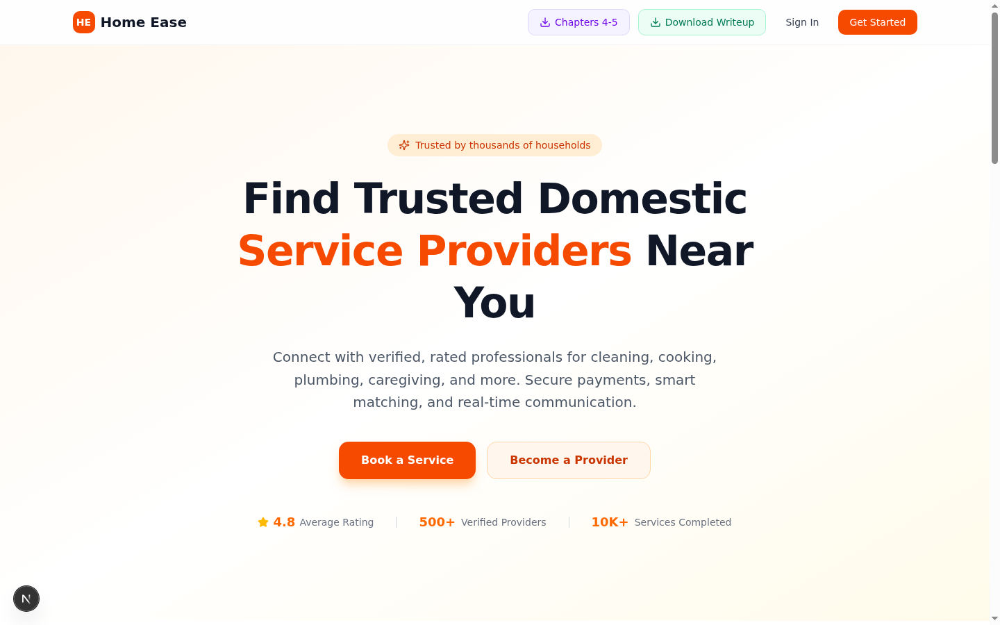 HE Home Ease
Chapters 4-5
Download Writeup
Sign In
Get Started
Trusted by thousands of households
Find Trusted Domestic
Service Providers Near
You
Connect with verified, rated professionals for cleaning, cooking,
plumbing, caregiving, and more. Secure payments, smart
matching, and real-time communication.
Book a Service
Become a Provider
4.8 Average Rating
500+ Verified Providers
10K+ Services Completed
N